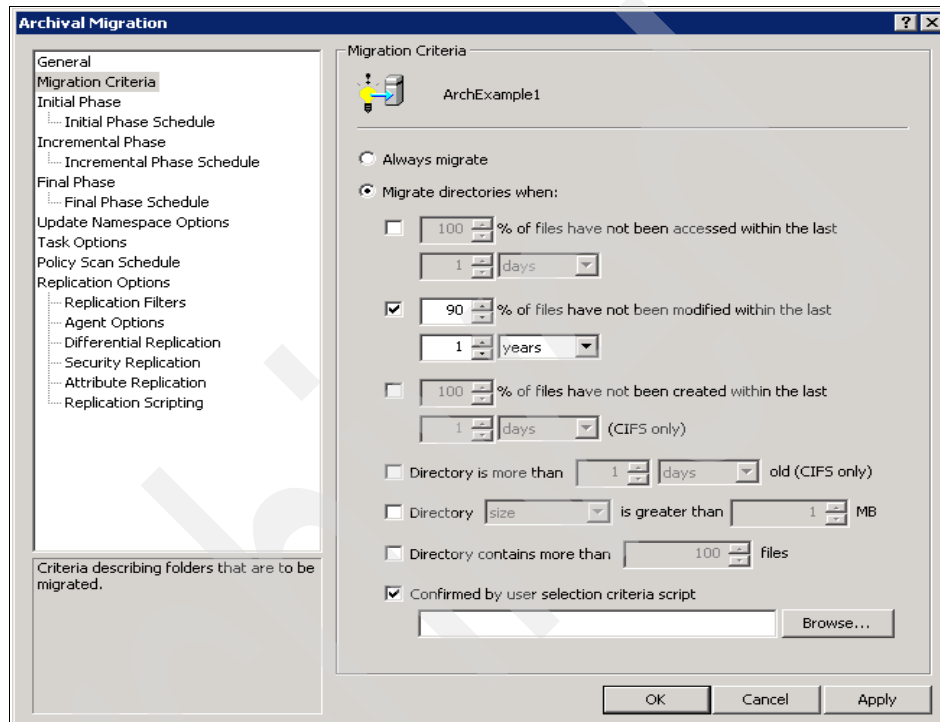 Archival Migration
General
Migration Criteria
Initial Phase
Initial Phase Schedule
Incremental Phase
Incremental Phase Schedule
Final Phase
Final Phase Schedule
Update Namespace Options
Task Options
Policy Scan Schedule
Replication Options
Replication Filters
Agent Options
Differential Replication
Security Replication
Attribute Replication
Replication Scripting
Criteria describing folders that are to be
migrated.
Migration Criteria
ArchExample1
Always migrate
Migrate directories when:
100 % of files have not been accessed within the last
1 days
90 % of files have not been modified within the last
1 years
100 % of files have not been created within the last
1 days (CIFS only)
Directory is more than 1 days old (CIFS only)
Directory size is greater than 1 MB
Directory contains more than 100 files
Confirmed by user selection criteria script
Browse...
OK Cancel Apply